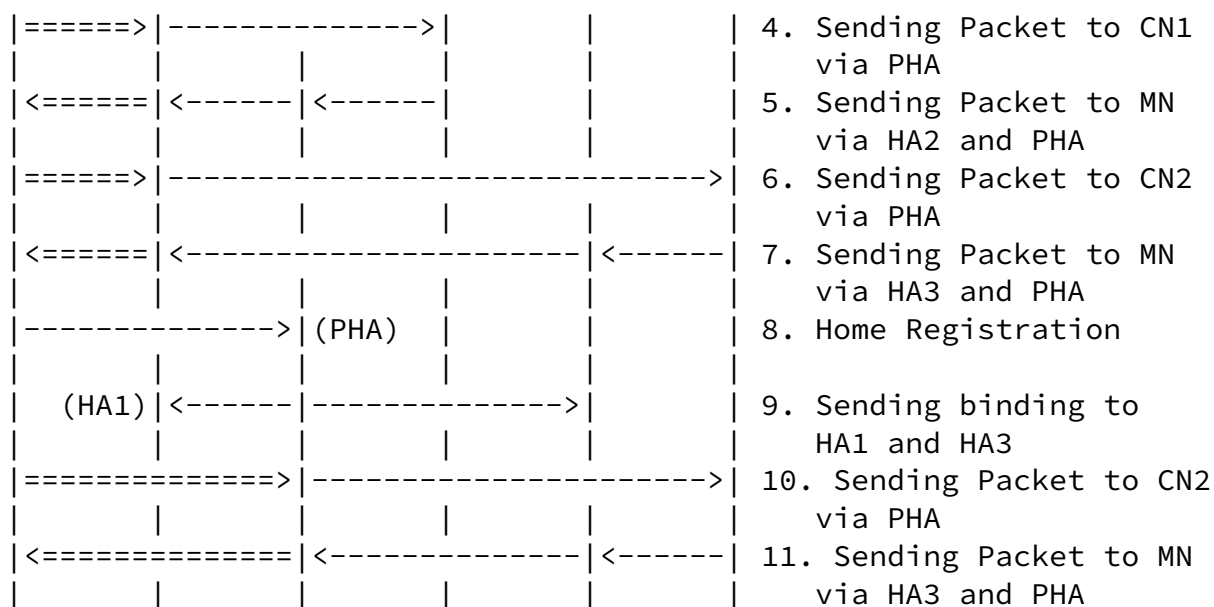 |======>|-------------->|       |       | 4. Sending Packet to CN1
|       |       |       |       |       |    via PHA
|<======|<------|<------|       |       | 5. Sending Packet to MN
|       |       |       |       |       |    via HA2 and PHA
|======>|------------------------------>| 6. Sending Packet to CN2
|       |       |       |       |       |    via PHA
|<======|<----------------------|<------| 7. Sending Packet to MN
|       |       |       |       |       |    via HA3 and PHA
|-------------->|(PHA)  |       |       | 8. Home Registration
|       |       |       |       |       |
|  (HA1)|<------|-------------->|       | 9. Sending binding to
|       |       |       |       |       |    HA1 and HA3
|==============>|---------------------->| 10. Sending Packet to CN2
|       |       |       |       |       |    via PHA
|<==============|<--------------|<------| 11. Sending Packet to MN
|       |       |       |       |       |    via HA3 and PHA